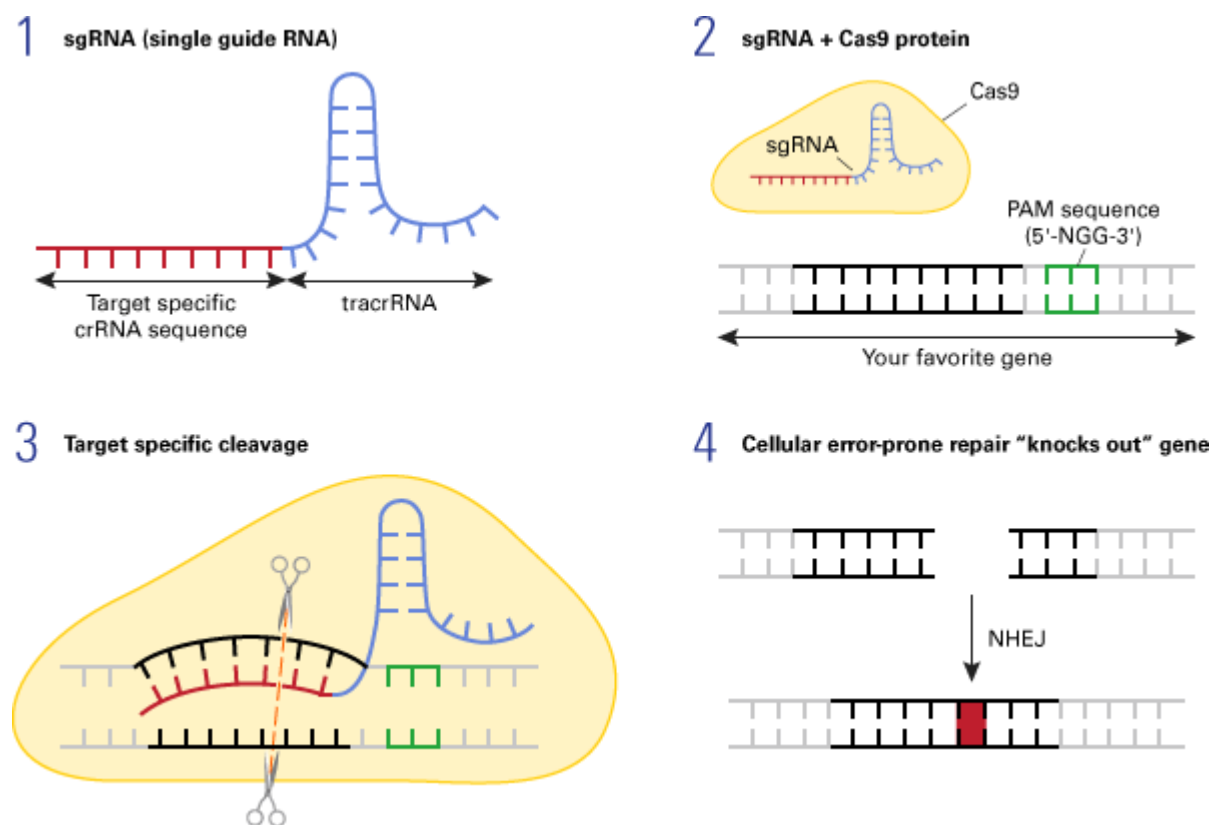 1 sgRNA (single guide RNA)
Target specific
crRNA sequence
tracrRNA
2 sgRNA + Cas9 protein
Cas9
sgRNA
PAM sequence
(5'-NGG-3')
Your favorite gene
3 Target specific cleavage
4 Cellular error-prone repair “knocks out” gene
NHEJ